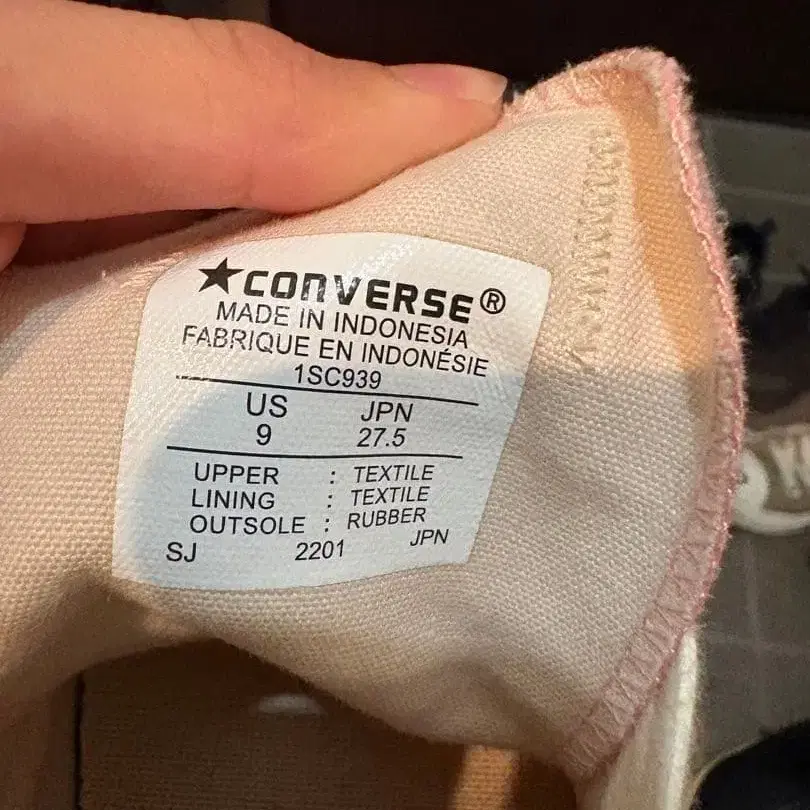 ★CONVERSE®
MADE IN INDONESIA
FABRIQUE EN INDONÉSIE
1SC939
US JPN
9 27.5
UPPER : TEXTILE
LINING : TEXTILE
OUTSOLE : RUBBER
SJ 2201 JPN